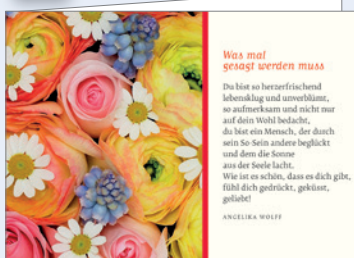 Was mal
gesagt werden muss
Du bist so herzerfrischend
lebensklug und unverblümt,
so aufmerksam und nicht nur
auf dein Wohl bedacht,
du bist ein Mensch, der durch
sein So-Sein andere beglückt
und dem die Sonne
aus der Seele lacht.
Wie ist es schön, dass es dich gibt,
fühl dich gedrückt, geküsst,
geliebt!
ANGELIKA WOLFF